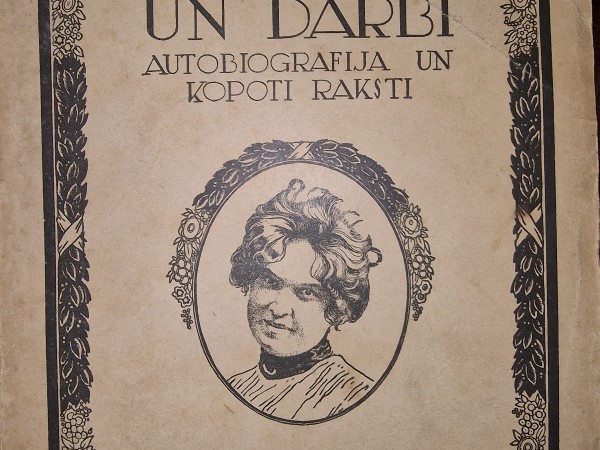 UN DARBI
AUTOBIOGRAFIJA UN
KOPOTI RAKSTI